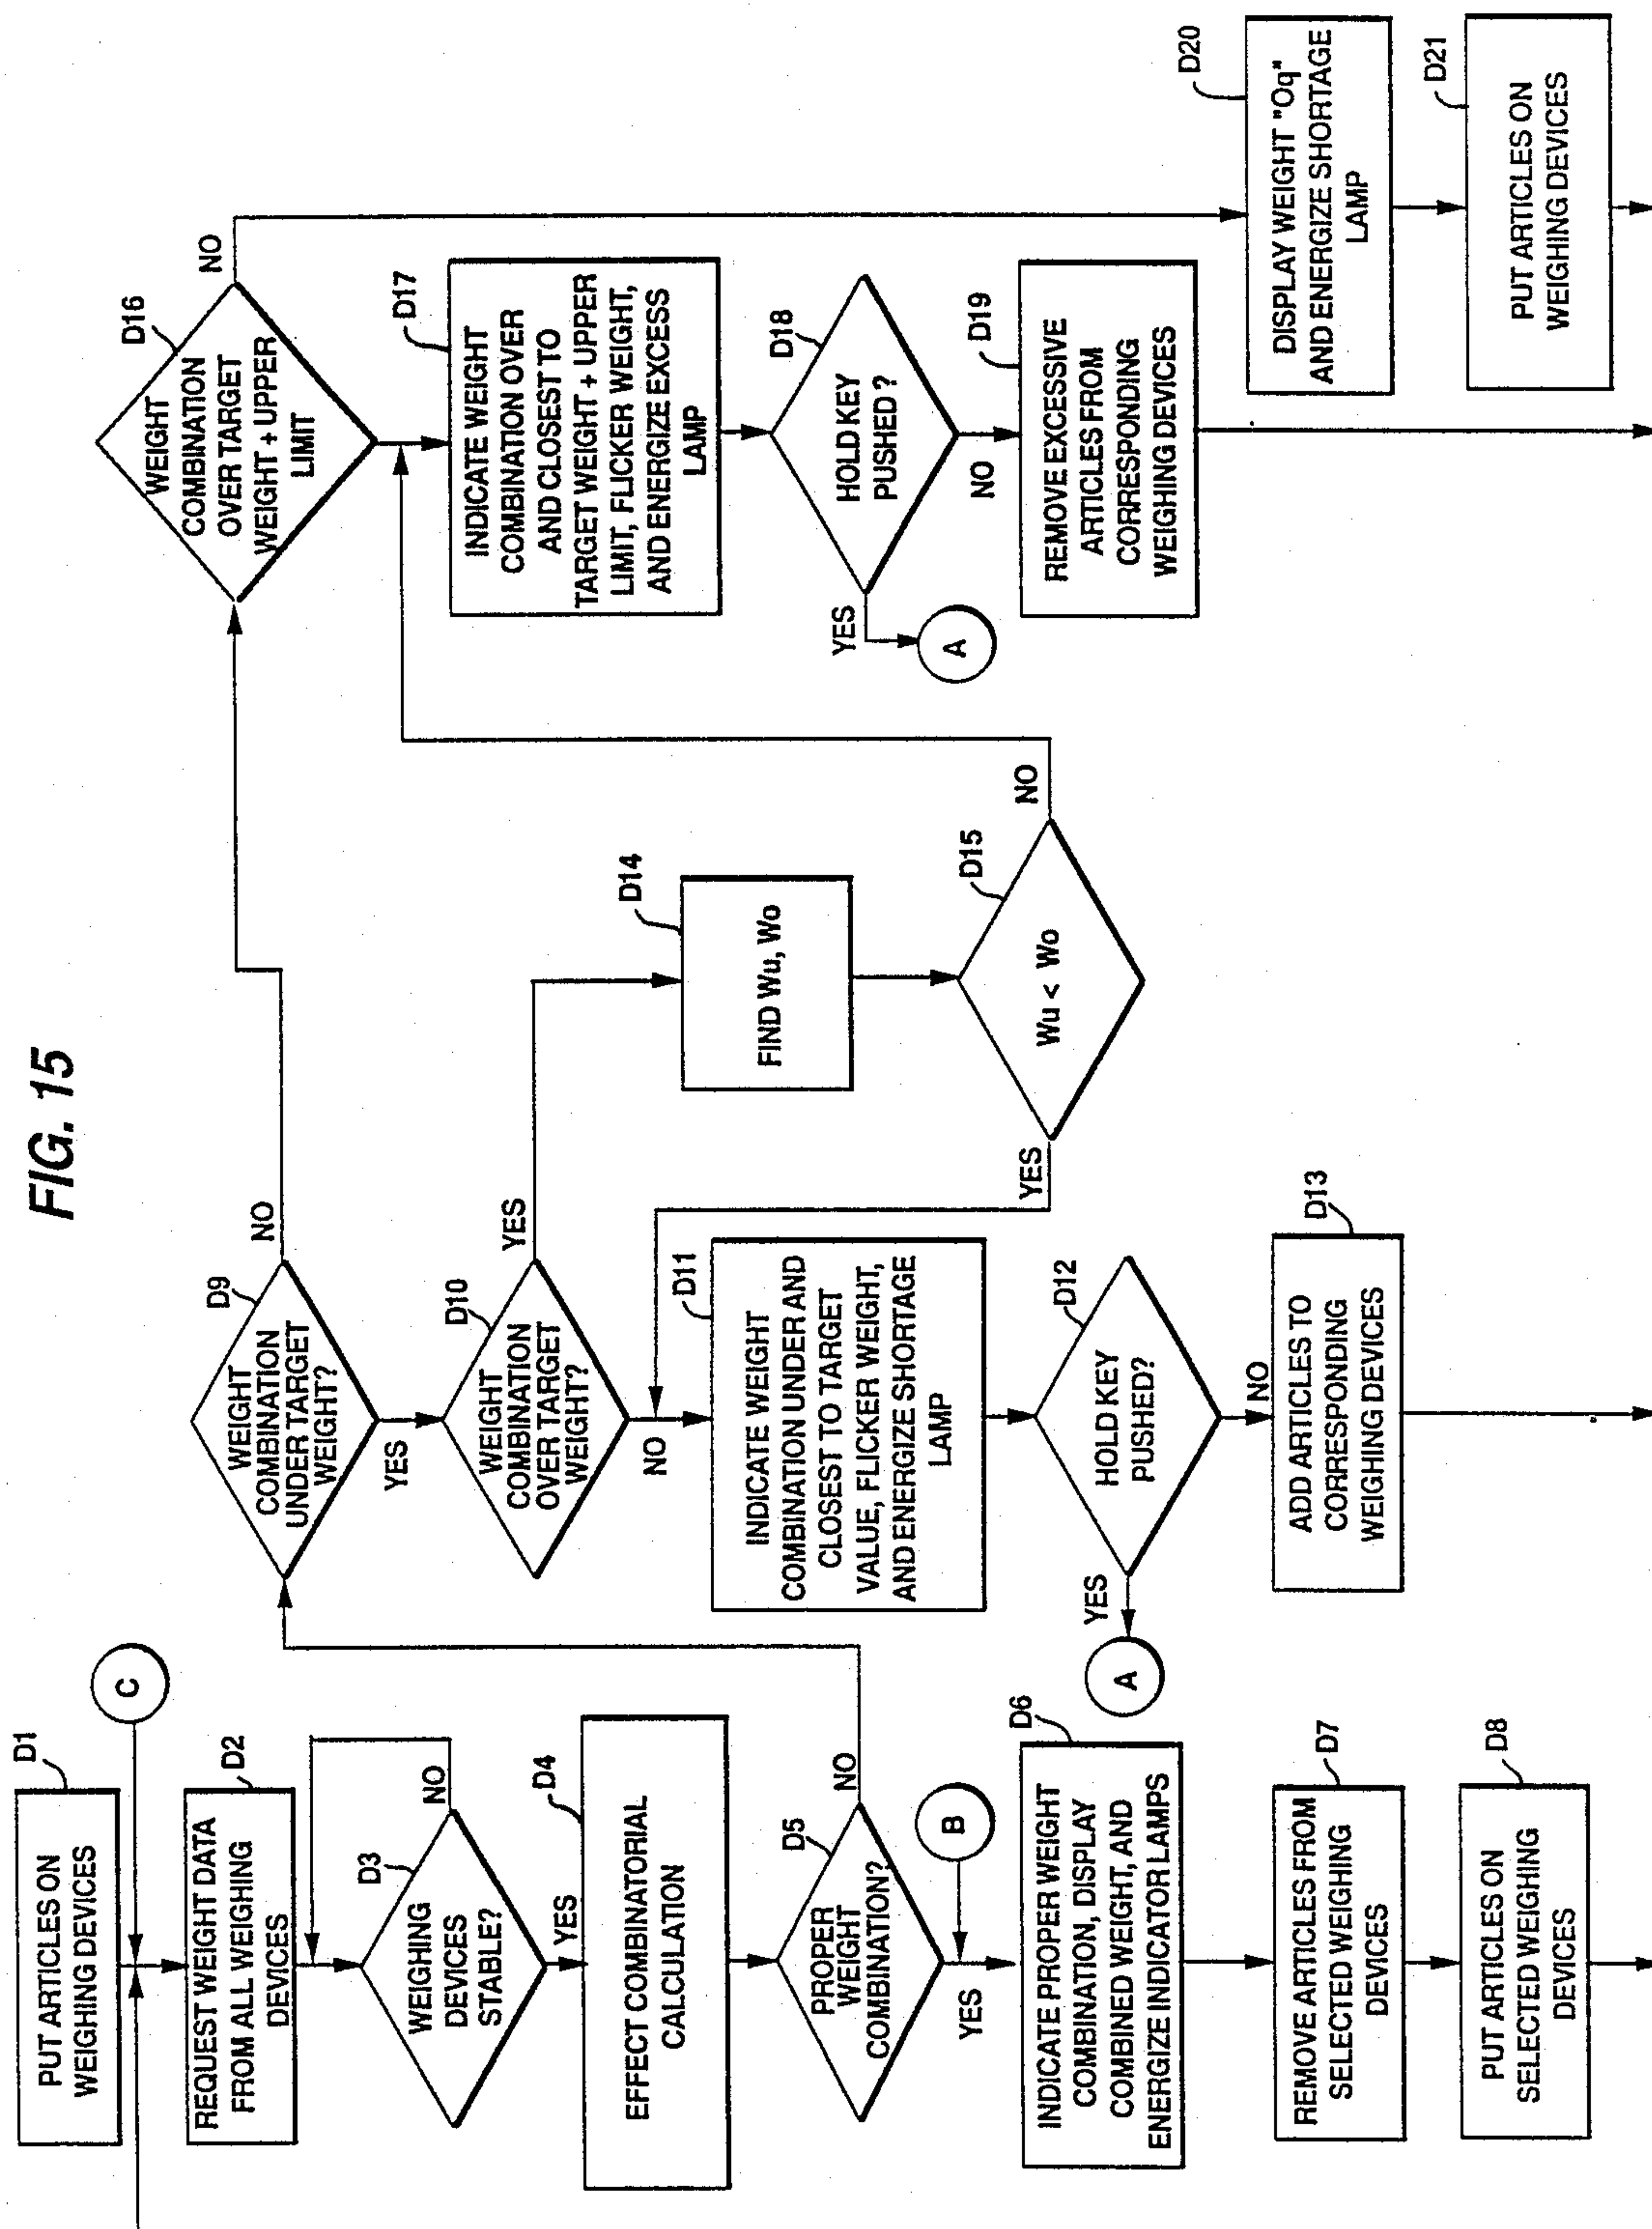 FIG. 15
D1
PUT ARTICLES ON
WEIGHING DEVICES
C
D2
REQUEST WEIGHT DATA
FROM ALL WEIGHING
DEVICES
D3
WEIGHING
DEVICES
STABLE?
NO
YES
D4
EFFECT COMBINATORIAL
CALCULATION
D5
PROPER
WEIGHT
COMBINATION?
NO
YES
B
D6
INDICATE PROPER WEIGHT
COMBINATION, DISPLAY
COMBINED WEIGHT, AND
ENERGIZE INDICATOR LAMPS
D7
REMOVE ARTICLES FROM
SELECTED WEIGHING
DEVICES
D8
PUT ARTICLES ON
SELECTED WEIGHING
DEVICES
D9
WEIGHT
COMBINATION
UNDER TARGET
WEIGHT?
NO
YES
D10
WEIGHT
COMBINATION
OVER TARGET
WEIGHT?
YES
NO
D11
INDICATE WEIGHT
COMBINATION UNDER AND
CLOSEST TO TARGET
VALUE, FLICKER WEIGHT,
AND ENERGIZE SHORTAGE
LAMP
D12
HOLD KEY
PUSHED?
YES
A
NO
D13
ADD ARTICLES TO
CORRESPONDING
WEIGHING DEVICES
D14
FIND Wu, Wo
D15
Wu < Wo
YES
NO
D16
WEIGHT
COMBINATION
OVER TARGET
WEIGHT + UPPER
LIMIT
NO
D17
INDICATE WEIGHT
COMBINATION OVER
AND CLOSEST TO
TARGET WEIGHT + UPPER
LIMIT, FLICKER WEIGHT,
AND ENERGIZE EXCESS
LAMP
D18
HOLD KEY
PUSHED ?
YES
A
NO
D19
REMOVE EXCESSIVE
ARTICLES FROM
CORRESPONDING
WEIGHING DEVICES
D20
DISPLAY WEIGHT "Oq"
AND ENERGIZE SHORTAGE
LAMP
D21
PUT ARTICLES ON
WEIGHING DEVICES